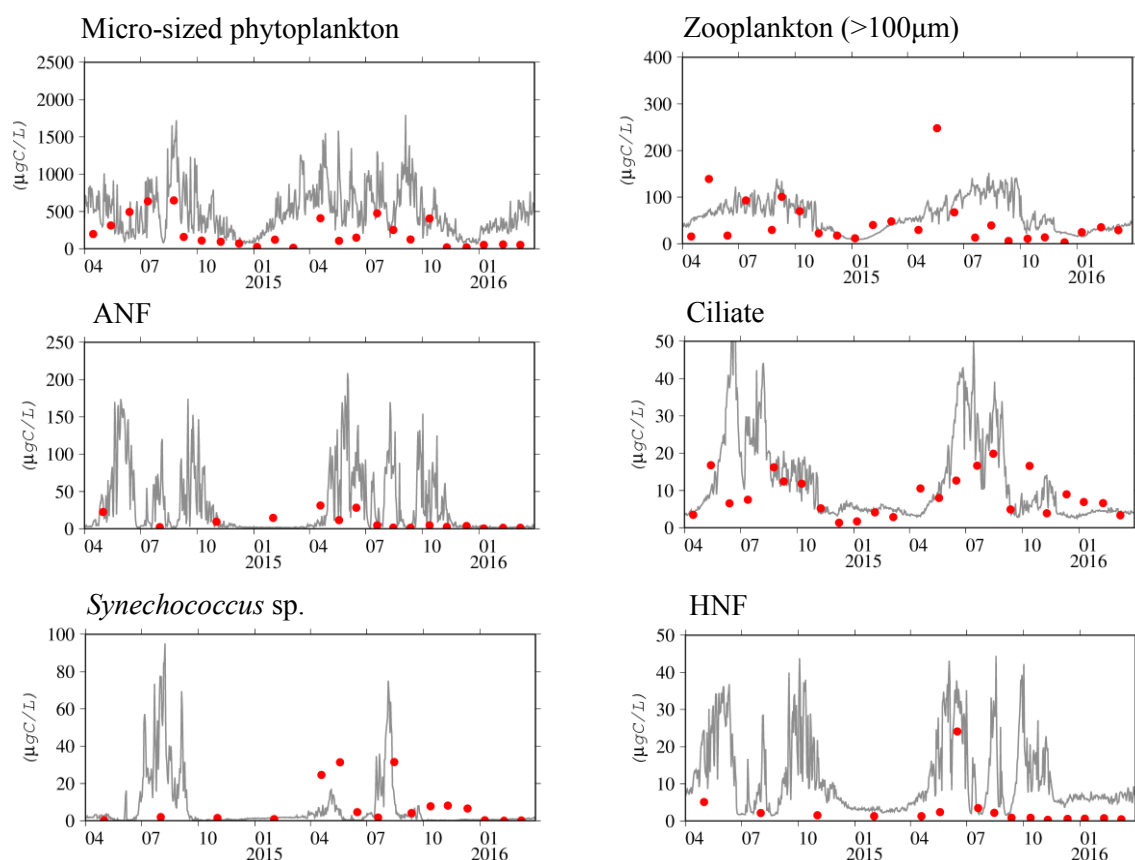 Micro-sized phytoplankton
2500
2000
1500
1000
500
0
(μgC/L)
04 07 10 01 04 07 10 01
2015 2016
Zooplankton (>100μm)
400
300
200
100
0
(μgC/L)
04 07 10 01 04 07 10 01
2015 2016
ANF
250
200
150
100
50
0
(μgC/L)
04 07 10 01 04 07 10 01
2015 2016
Ciliate
50
40
30
20
10
0
(μgC/L)
04 07 10 01 04 07 10 01
2015 2016
Synechococcus sp.
100
80
60
40
20
0
(μgC/L)
04 07 10 01 04 07 10 01
2015 2016
HNF
50
40
30
20
10
0
(μgC/L)
04 07 10 01 04 07 10 01
2015 2016